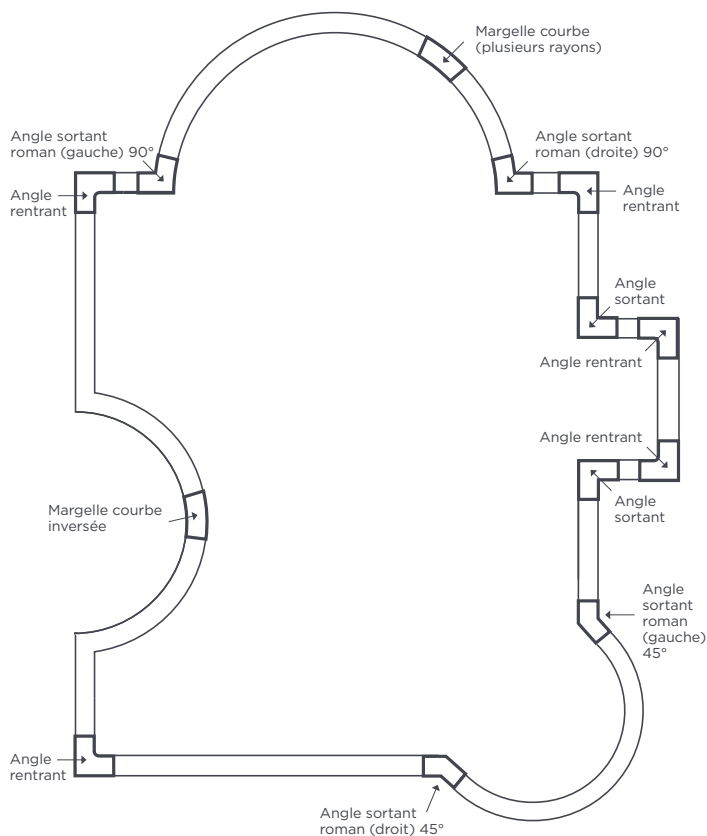 Margelle courbe
(plusieurs rayons)
Angle sortant
roman (gauche) 90°
Angle sortant
roman (droite) 90°
Angle
rentrant
Angle
rentrant
Angle
sortant
Angle rentrant
Angle rentrant
Margelle courbe
inversée
Angle
sortant
Angle
sortant
roman
(gauche)
45°
Angle
rentrant
Angle sortant
roman (droit) 45°